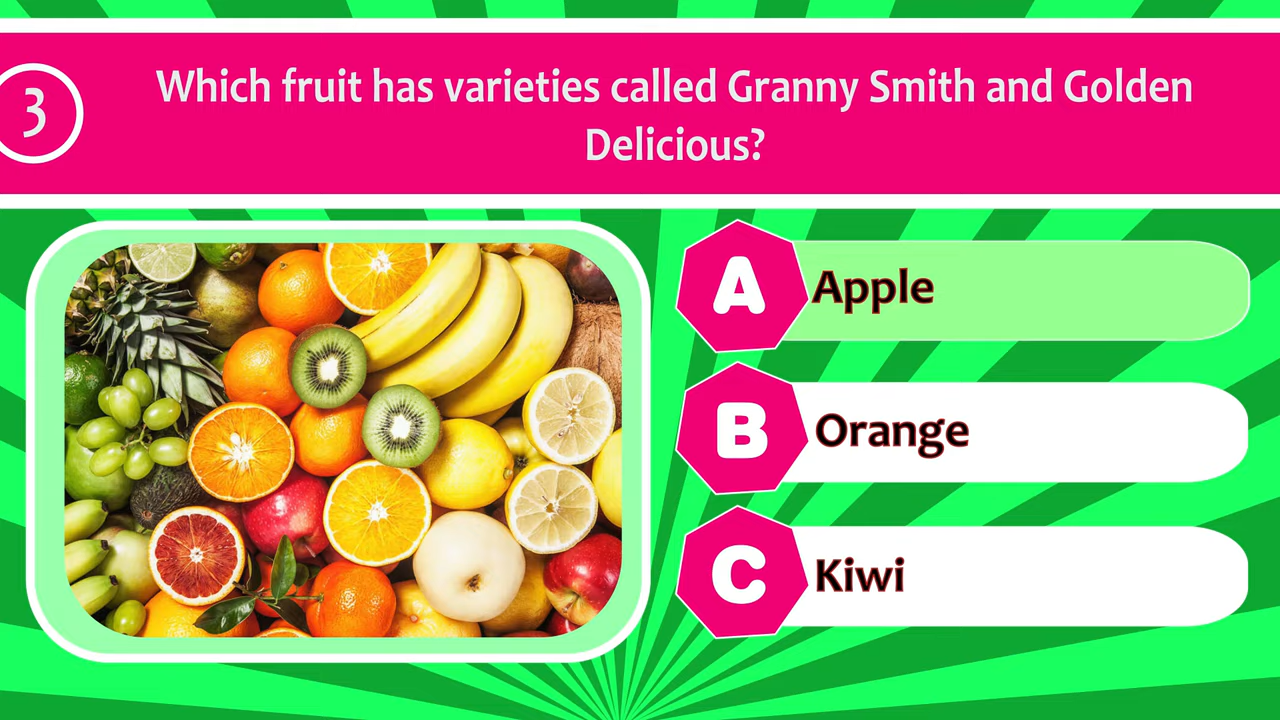 3
Which fruit has varieties called Granny Smith and Golden
Delicious?
A Apple
B Orange
C Kiwi